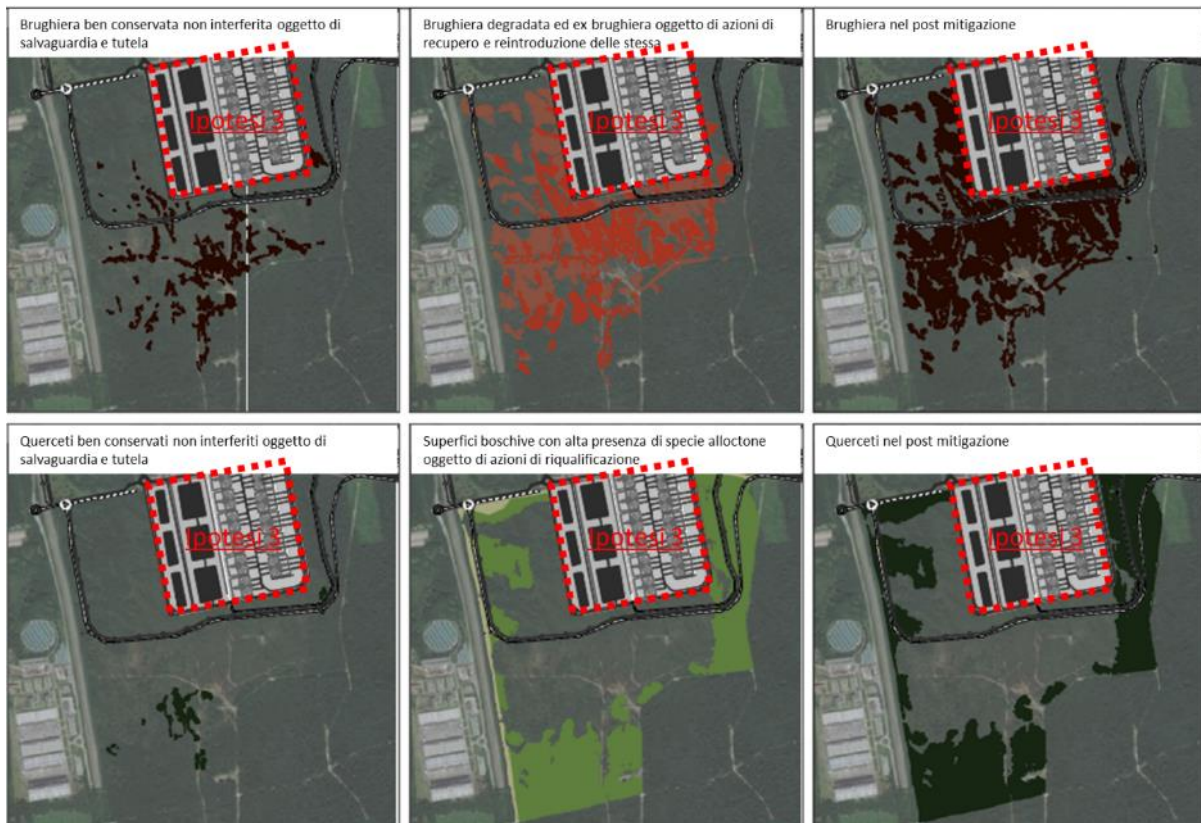 Brughiera ben conservata non interferita oggetto di
salvaguardia e tutela
Ipotesi 3
Brughiera degradata ed ex brughiera oggetto di azioni di
recupero e reintroduzione delle stessa
Ipotesi 3
Brughiera nel post mitigazione
Ipotesi 3
Querceti ben conservati non interferiti oggetto di
salvaguardia e tutela
Ipotesi 3
Superfici boschive con alta presenza di specie alloctone
oggetto di azioni di riqualificazione
Ipotesi 3
Querceti nel post mitigazione
Ipotesi 3